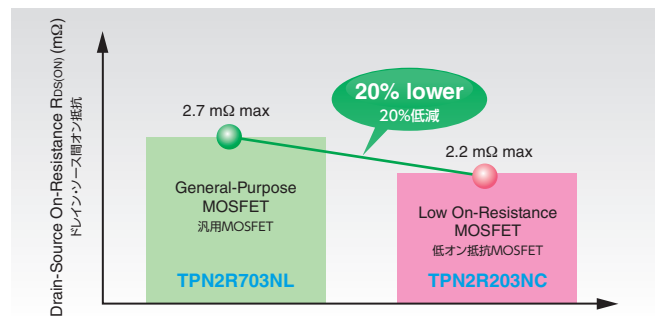 Drain-Source On-Resistance RDS(ON) (mΩ)
ドレイン・ソース間オン抵抗
20% lower
20%低減
2.7 mΩ max
2.2 mΩ max
General-Purpose
MOSFET
汎用MOSFET
TPN2R703NL
Low On-Resistance
MOSFET
低オン抵抗MOSFET
TPN2R203NC